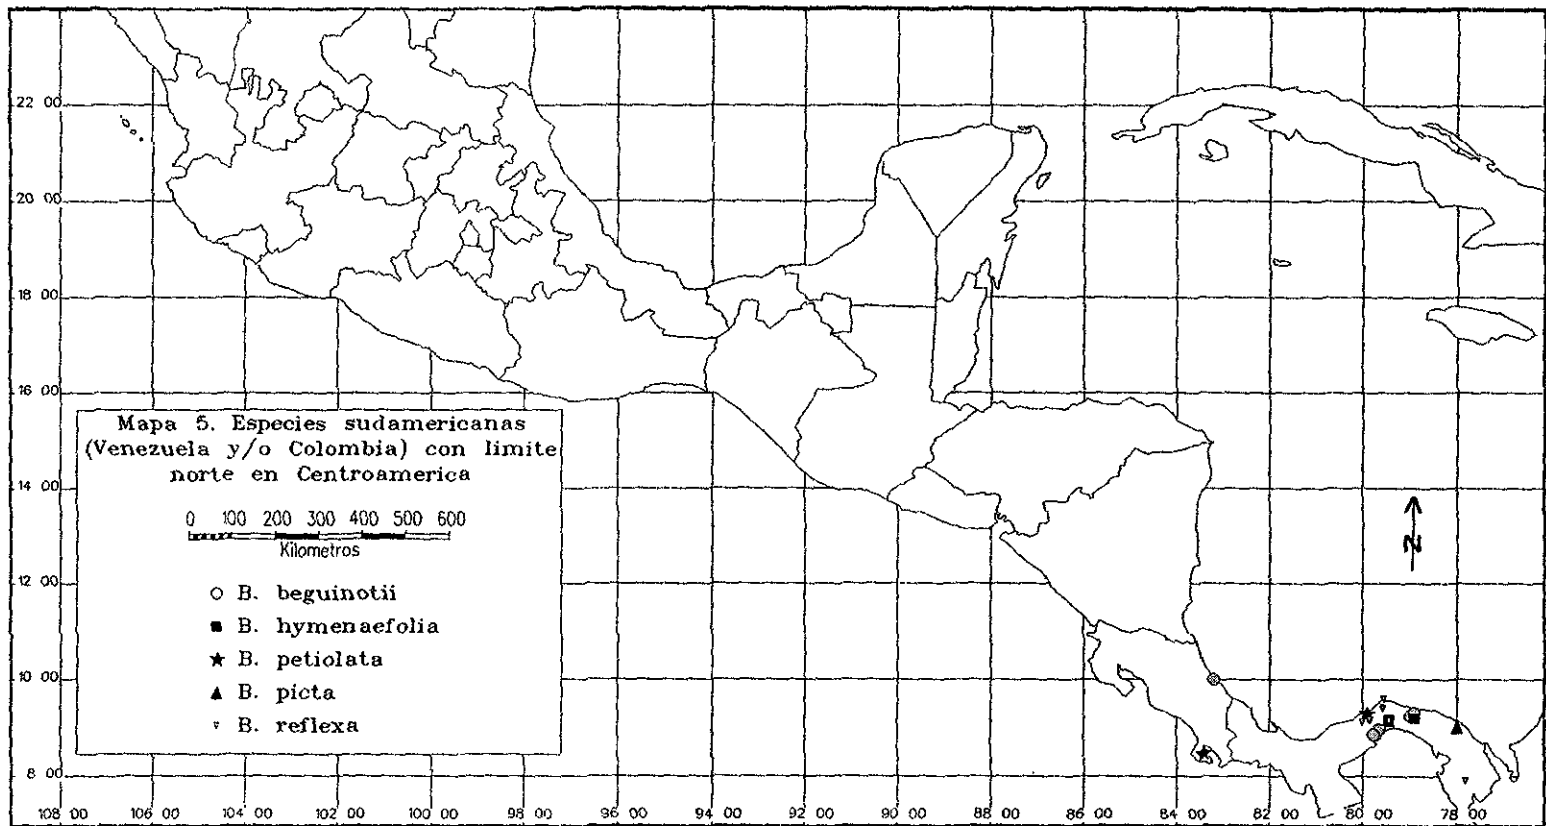 22 00
20 00
18 00
16 00
14 00
12 00
10 00
8 00
Mapa 5. Especies sudamericanas
(Venezuela y/o Colombia) con limite
norte en Centroamerica
0 100 200 300 400 500 600
Kilometros
B. beguinotii
B. hymenaefolia
B. petiolata
B. picta
B. reflexa
N
108 00 106 00 104 00 102 00 100 00 98 00 96 00 94 00 92 00 90 00 88 00 86 00 84 00 82 00 80 00 78 00